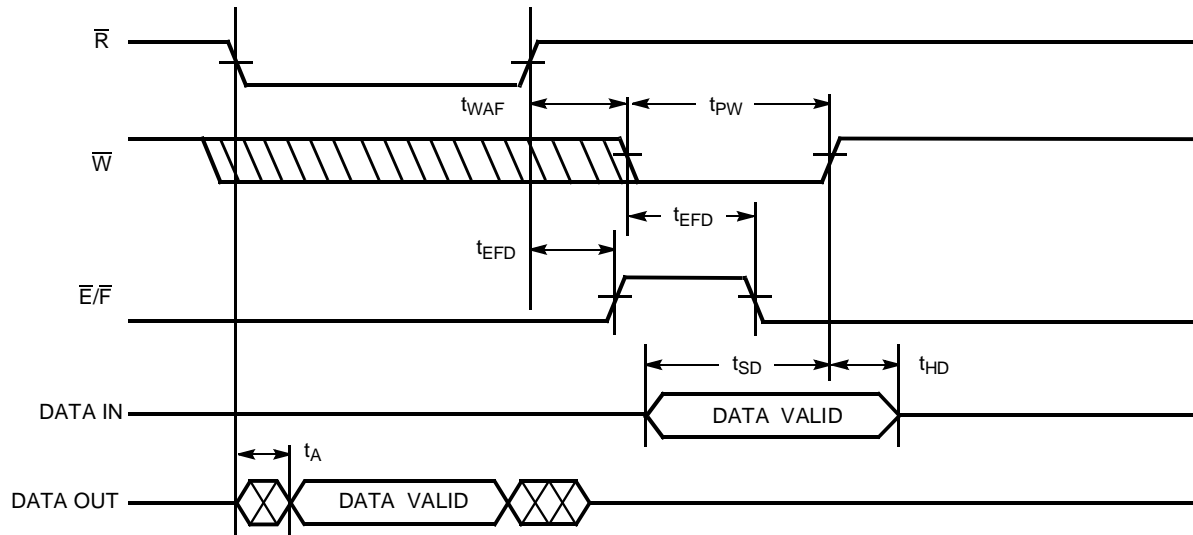 R̅
tWAF
tPW
W̅
tEFD
tEFD
E̅/F̅
tSD
tHD
DATA IN
DATA VALID
tA
DATA OUT
DATA VALID